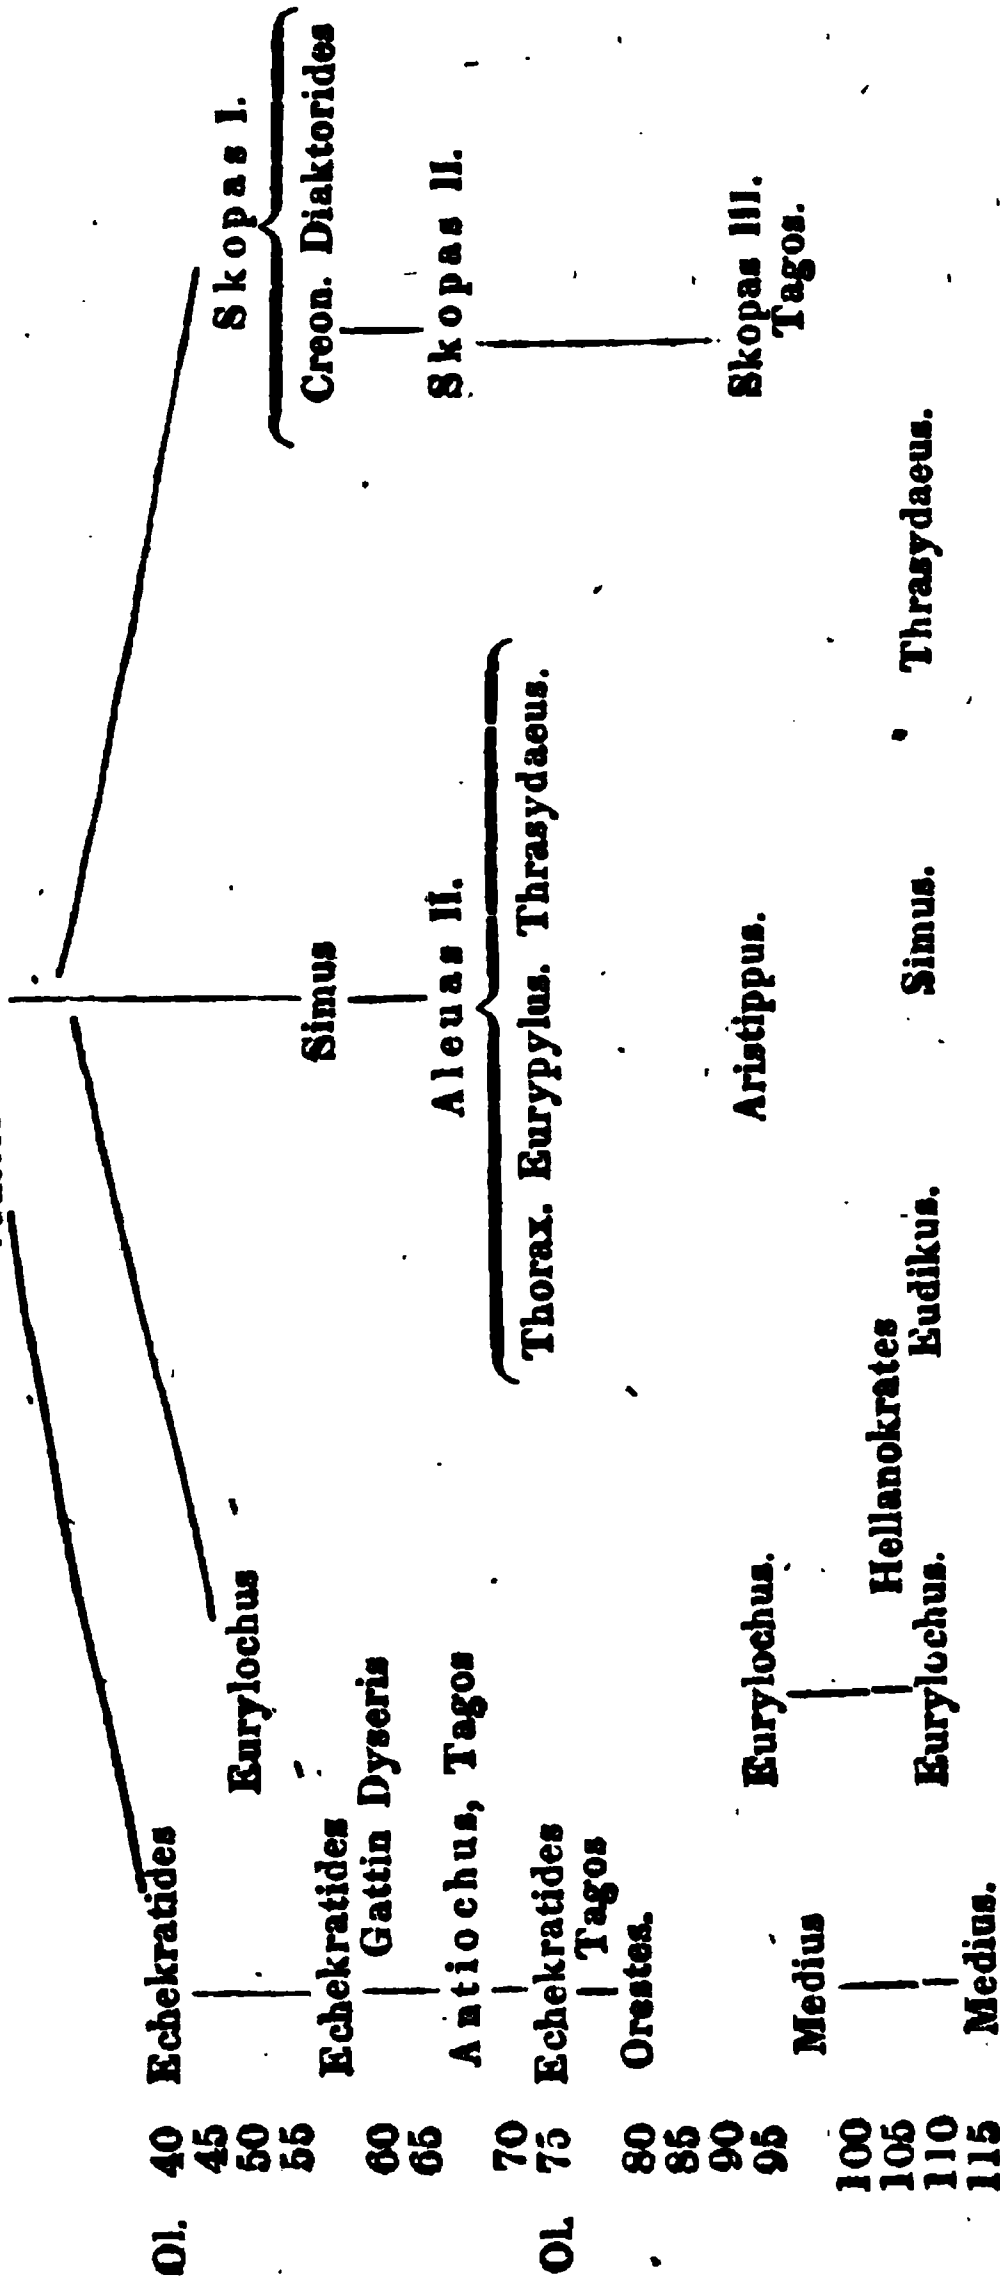 Ol. 40 Echekratides
45
50 Eurylochus Skopas I.
55
Echekratides Simus Creon. Diaktorides
60 Gattin Dyseris
65
Antiochus, Tagos Aleuas II. Skopas II.
70
Ol. 75 Echekratides Thorax. Eurypylus. Thrasydaeus.
Tagos
80 Orestes.
85
90
95 Eurylochus. Aristippus. Skopas III.
Tagos.
Medius
100
105 Hellanokrates
110 Eurylochus. Eudikus. Simus. Thrasydaeus.
115 Medius.